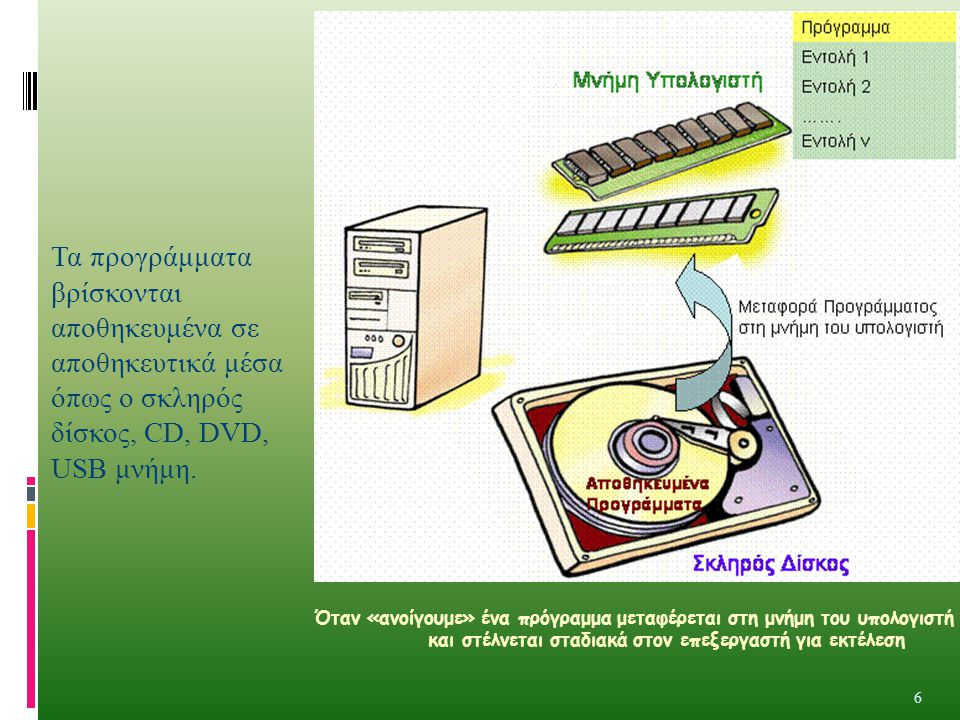 Τα προγράμματα
βρίσκονται
αποθηκευμένα σε
αποθηκευτικά μέσα
όπως ο σκληρός
δίσκος, CD, DVD,
USB μνήμη.
Πρόγραμμα
Εντολή 1
Εντολή 2
.......
Εντολή ν
Μνήμη Υπολογιστή
Μεταφορά Προγράμματος
στη μνήμη του υπολογιστή
Αποθηκευμένα
Προγράμματα
Σκληρός Δίσκος
Όταν «ανοίγουμε» ένα πρόγραμμα μεταφέρεται στη μνήμη του υπολογιστή
και στέλνεται σταδιακά στον επεξεργαστή για εκτέλεση
6